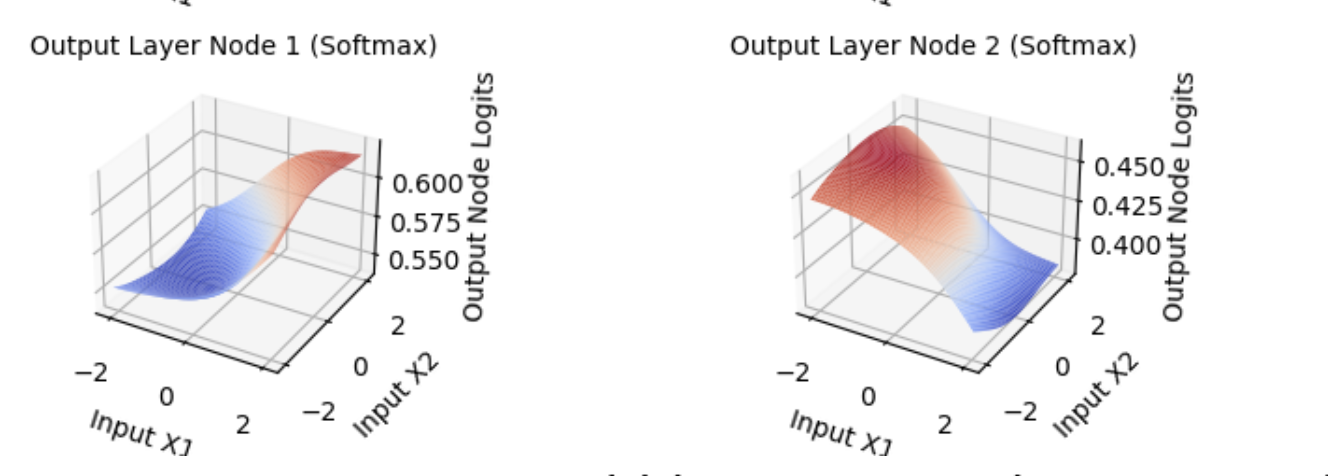 Output Layer Node 1 (Softmax)
Output Node Logits
0.600
0.575
0.550
−2
0
2
Input X1
−2
0
2
Input X2
Output Layer Node 2 (Softmax)
Output Node Logits
0.450
0.425
0.400
−2
0
2
Input X1
−2
0
2
Input X2